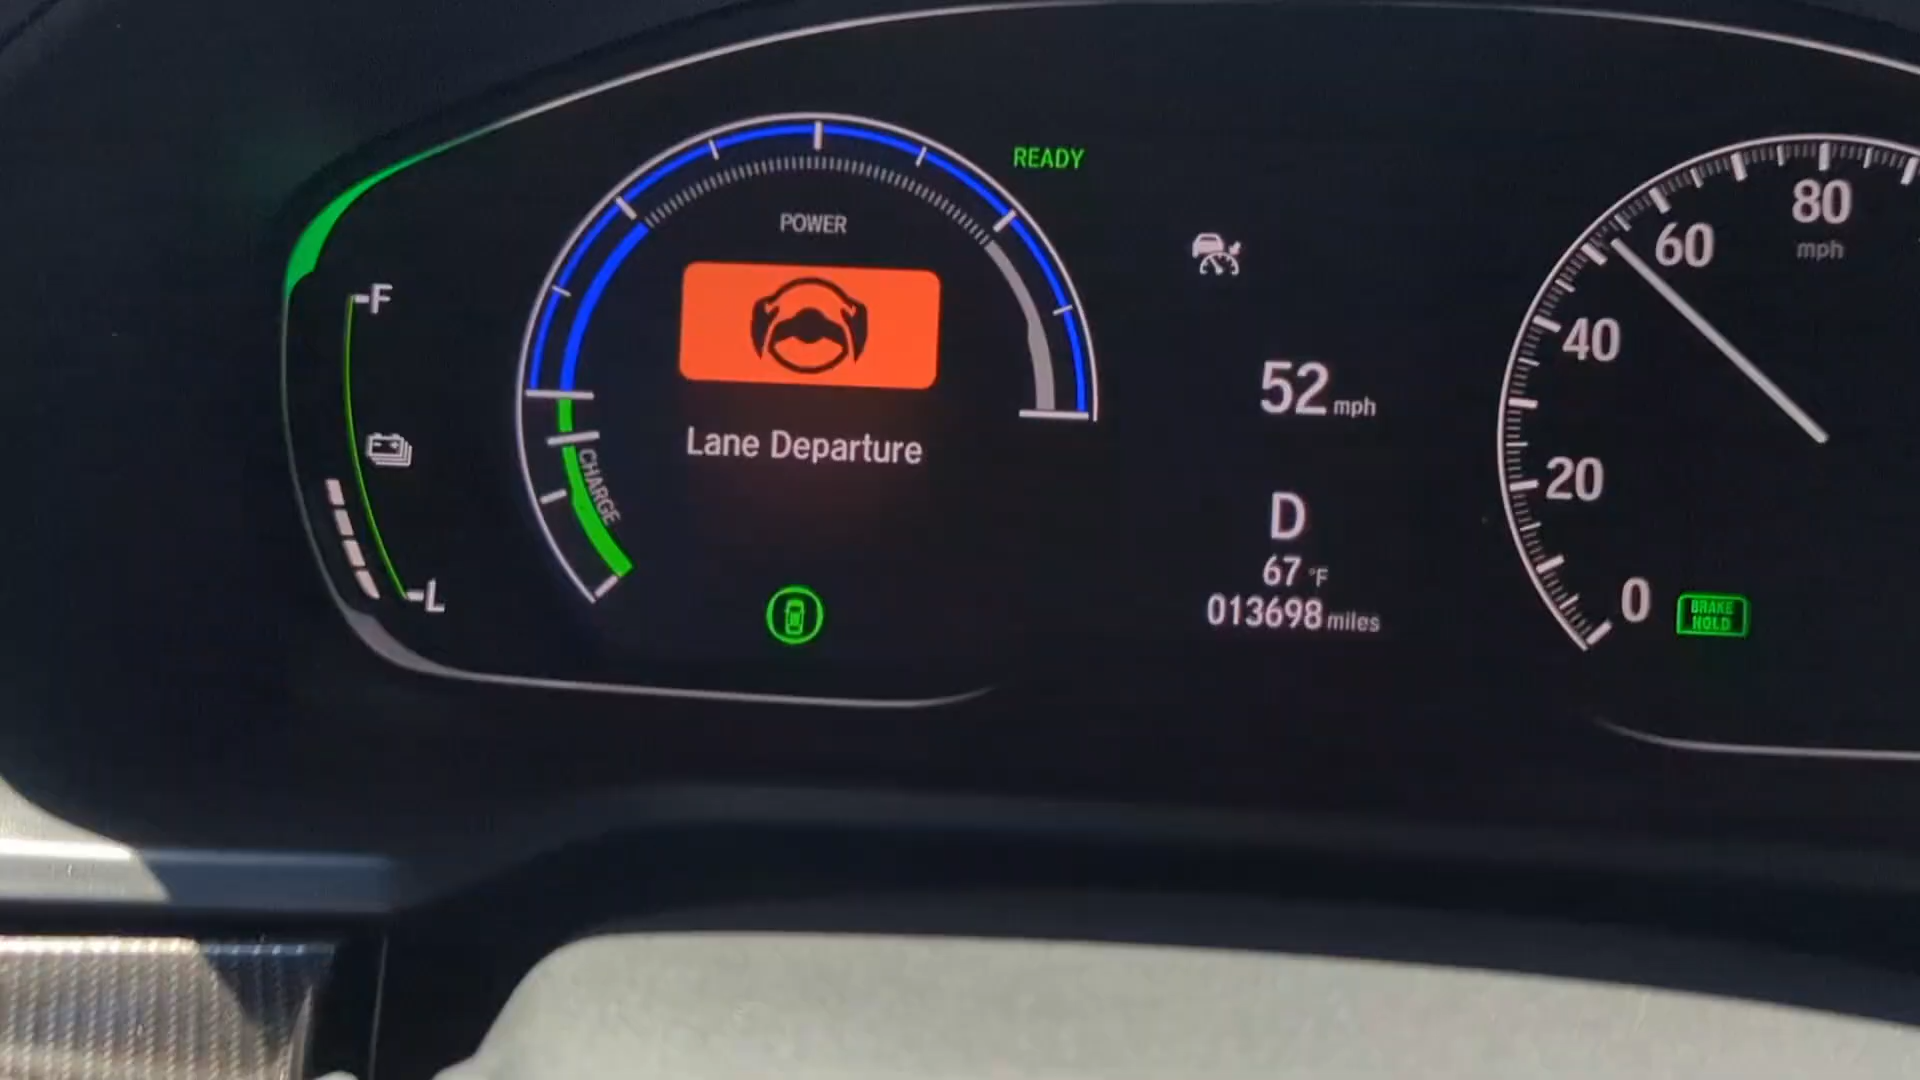 READY
POWER
80
mph
60
F
40
52 mph
Lane Departure
CHARGE
20
D
67 °F
L
013698 miles
0
BRAKE
HOLD